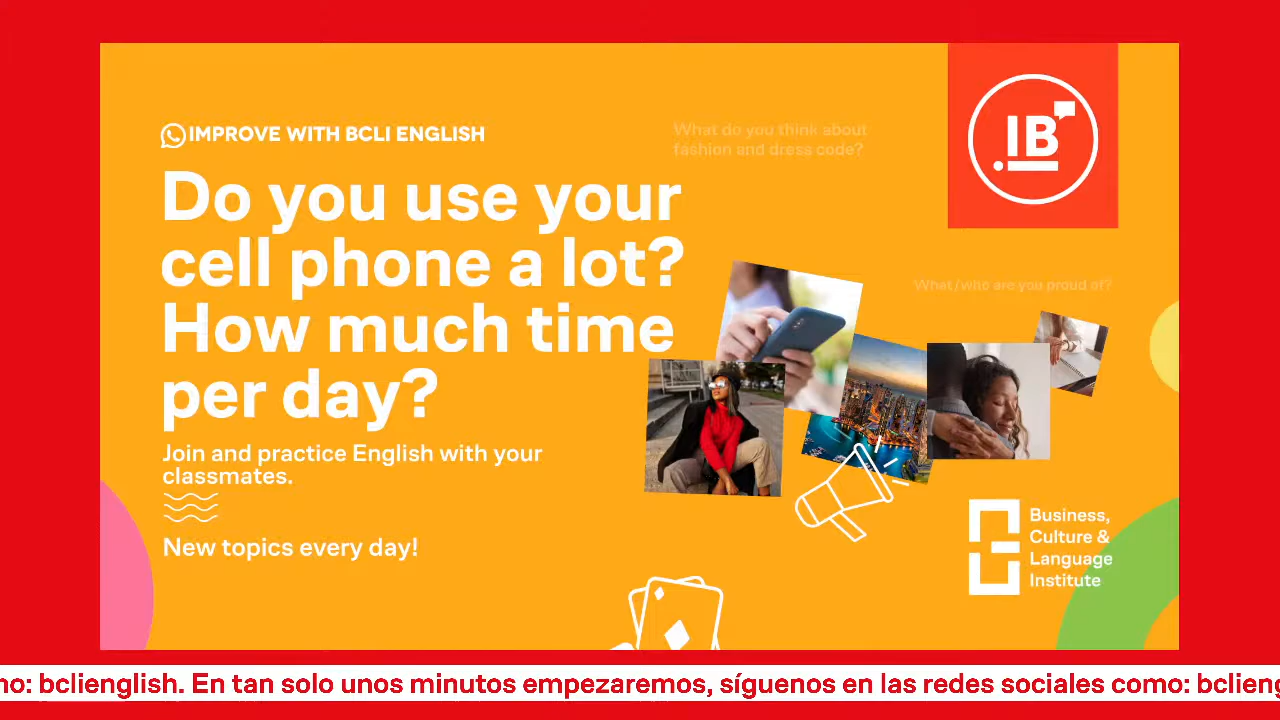 IMPROVE WITH BCLI ENGLISH
What do you think about
fashion and dress code?
IB
Do you use your
cell phone a lot?
How much time
per day?
What/who are you proud of?
Join and practice English with your
classmates.
New topics every day!
Business,
Culture &
Language
Institute
no: bclienglish. En tan solo unos minutos empezaremos, síguenos en las redes sociales como: bclieng